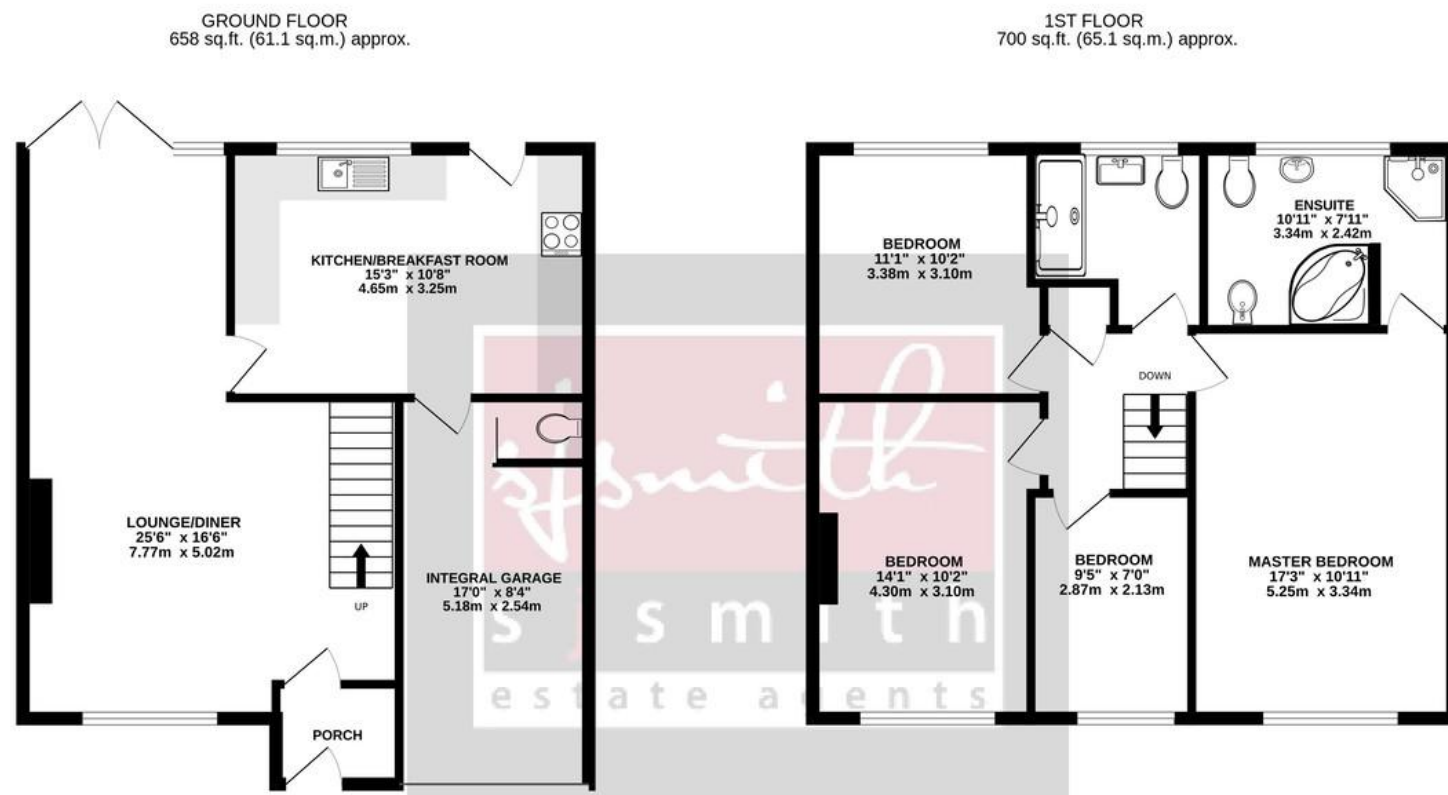 GROUND FLOOR
658 sq.ft. (61.1 sq.m.) approx.
1ST FLOOR
700 sq.ft. (65.1 sq.m.) approx.
KITCHEN/BREAKFAST ROOM
15'3" x 10'8"
4.65m x 3.25m
LOUNGE/DINER
25'6" x 16'6"
7.77m x 5.02m
UP
INTEGRAL GARAGE
17'0" x 8'4"
5.18m x 2.54m
PORCH
BEDROOM
11'1" x 10'2"
3.38m x 3.10m
ENSUITE
10'11" x 7'11"
3.34m x 2.42m
DOWN
BEDROOM
14'1" x 10'2"
4.30m x 3.10m
BEDROOM
9'5" x 7'0"
2.87m x 2.13m
MASTER BEDROOM
17'3" x 10'11"
5.25m x 3.34m
sjsmith
s j s m i t h
estate agents